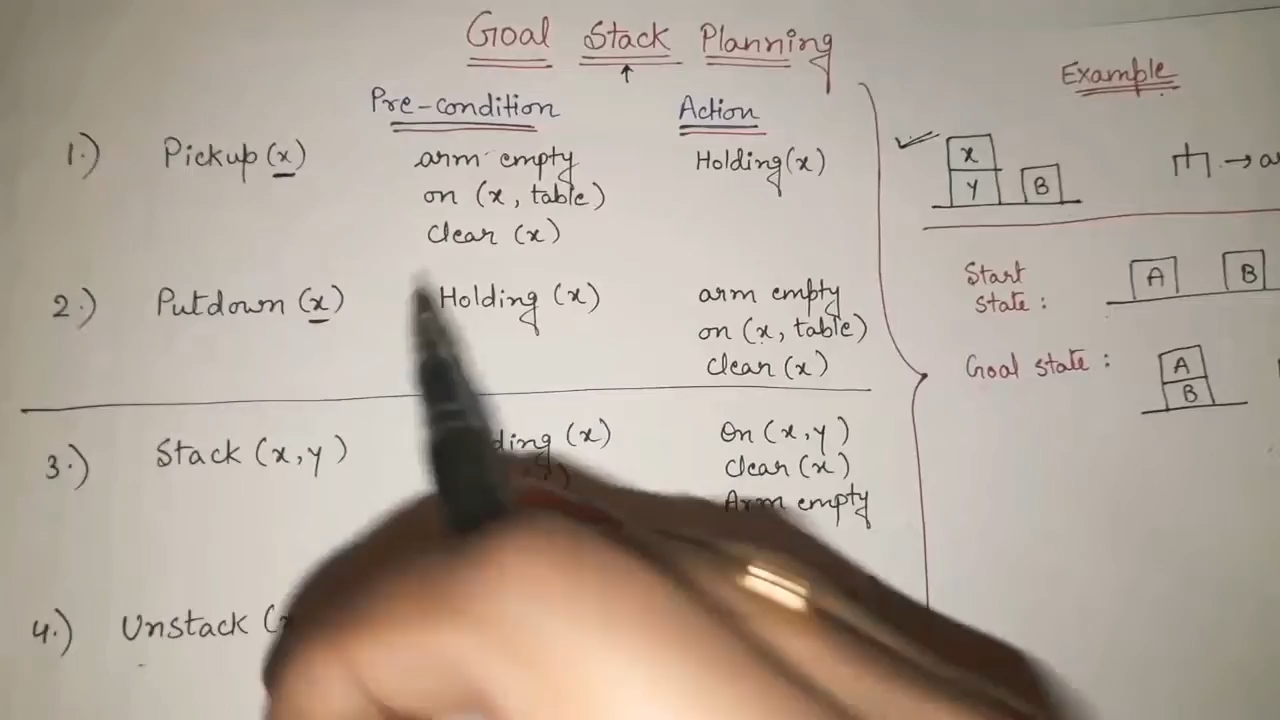 Goal Stack Planning
Pre-condition Action
1.) Pickup (x) arm empty Holding (x)
on (x, table)
clear (x)
2.) Putdown (x) Holding (x) arm empty
on (x, table)
clear (x)
3.) Stack (x,y) ding (x) On (x,y)
clear (x)
Arm empty
4.) Unstack (
Example
x
y B
Start state: A B
Goal state: A
B